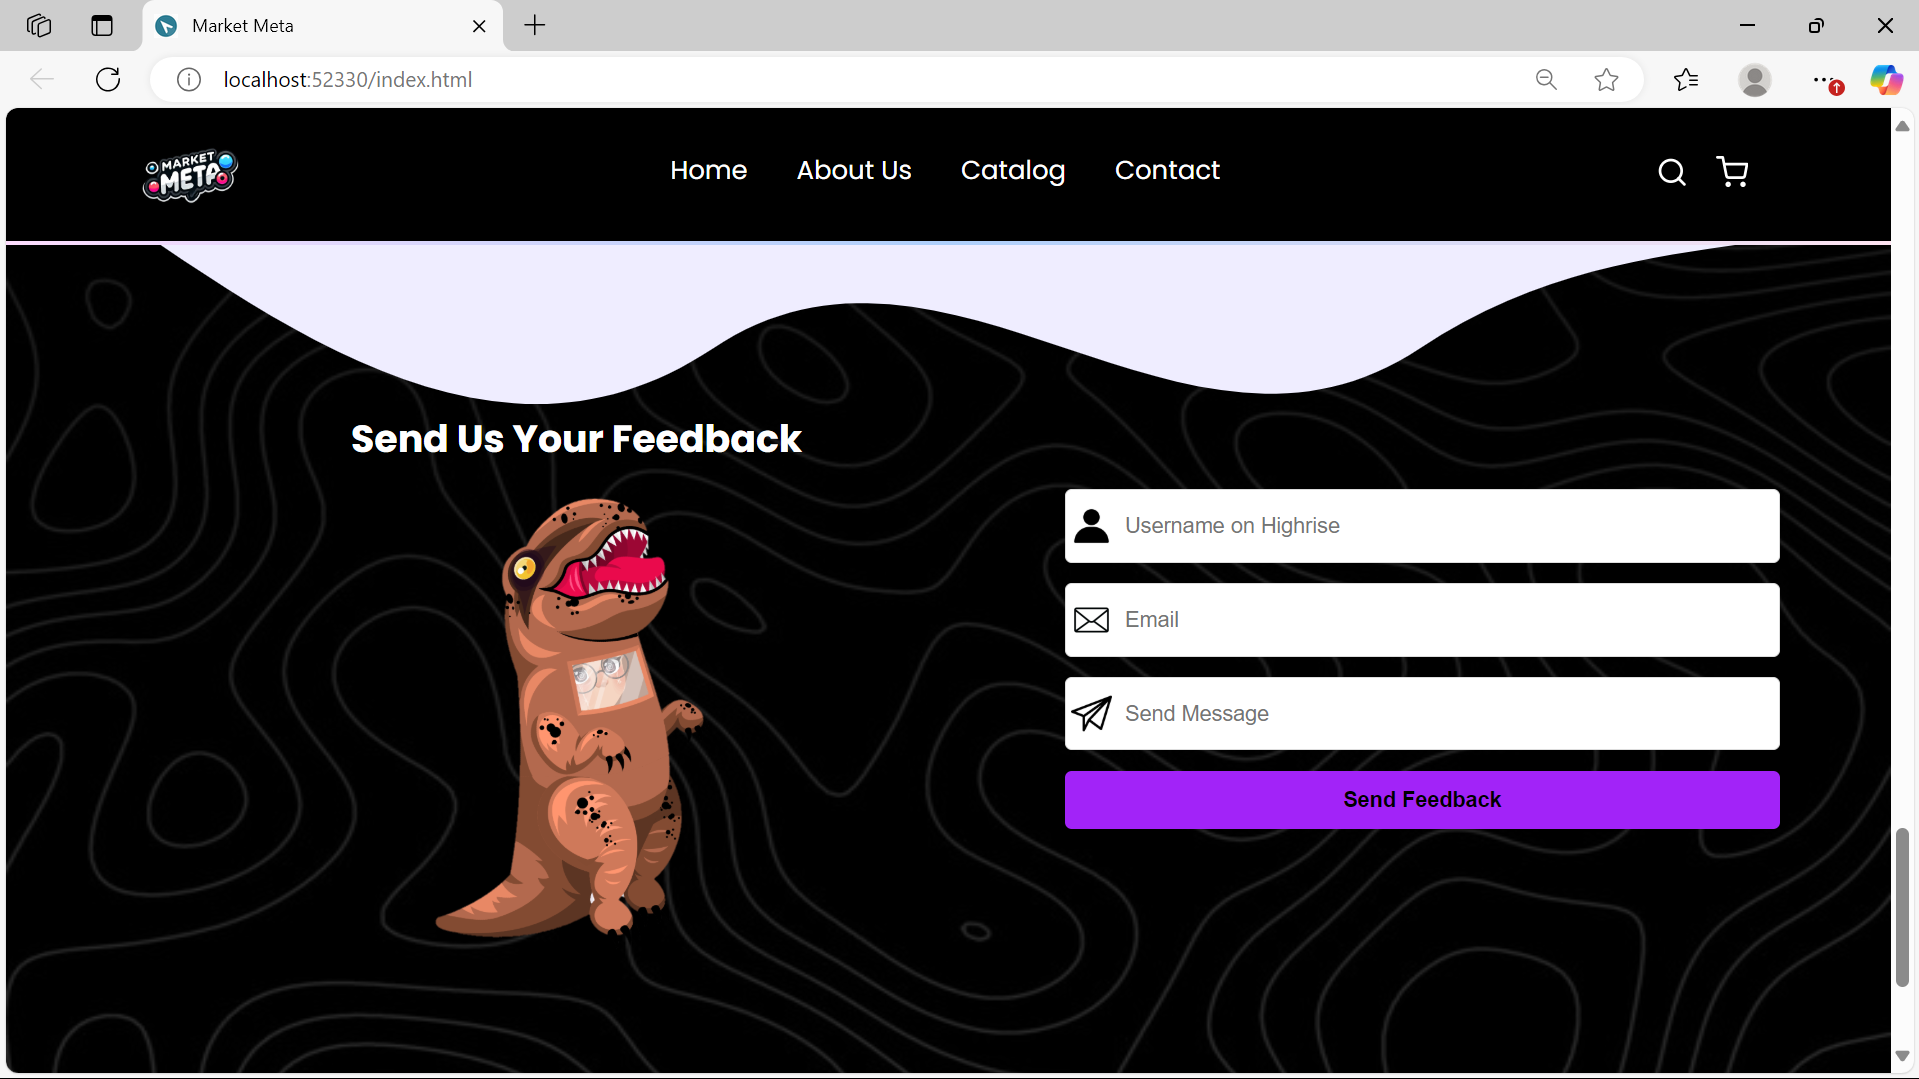 Market Meta
localhost:52330/index.html
MARKET
META
Home About Us Catalog Contact
Send Us Your Feedback
Username on Highrise
Email
Send Message
Send Feedback